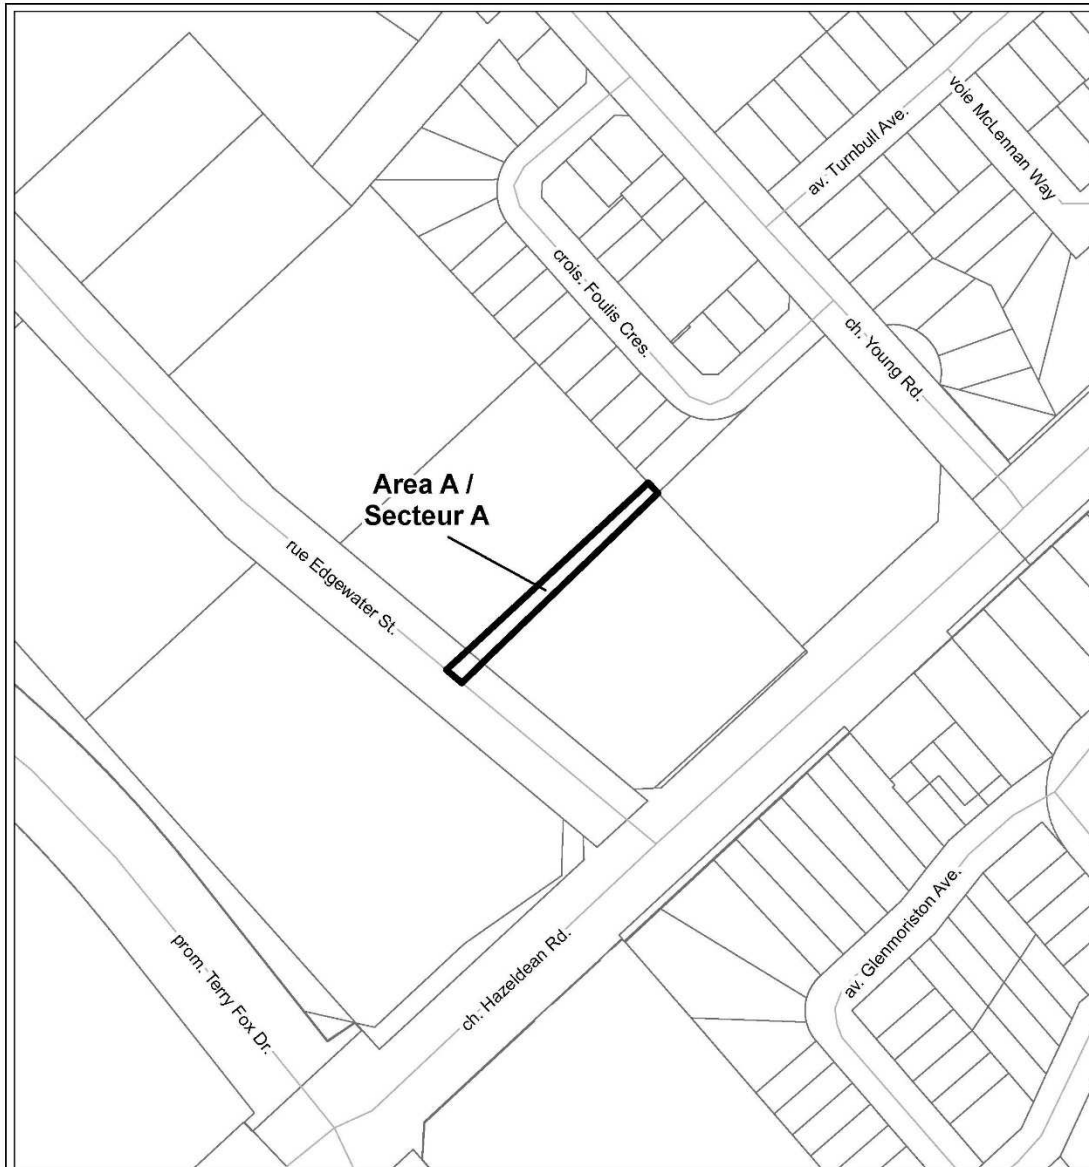 voie McLennan Way
av. Turnbull Ave.
crois. Foulis Cres.
ch. Young Rd.
Area A /
Secteur A
rue Edgewater St.
av. Glenmoriston Ave.
prom. Terry Fox Dr.
ch. Hazeldean Rd.